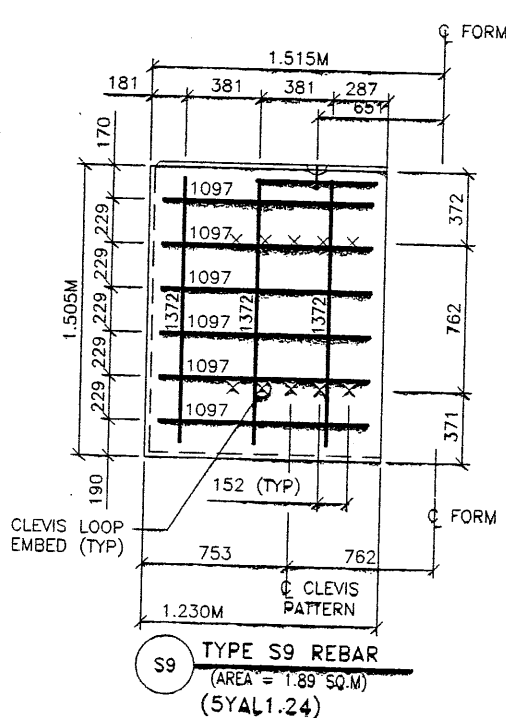 ℄ FORM
1.515M
181
381
381
287
651
170
229
229
229
229
229
190
1.505M
1097
1097
1097
1097
1097
1097
1372
1372
1372
372
762
371
152 (TYP)
CLEVIS LOOP
EMBED (TYP)
℄ FORM
753
762
℄ CLEVIS
PATTERN
1.230M
S9
TYPE S9 REBAR
(AREA = 1.89 SQ.M)
(5YAL1.24)